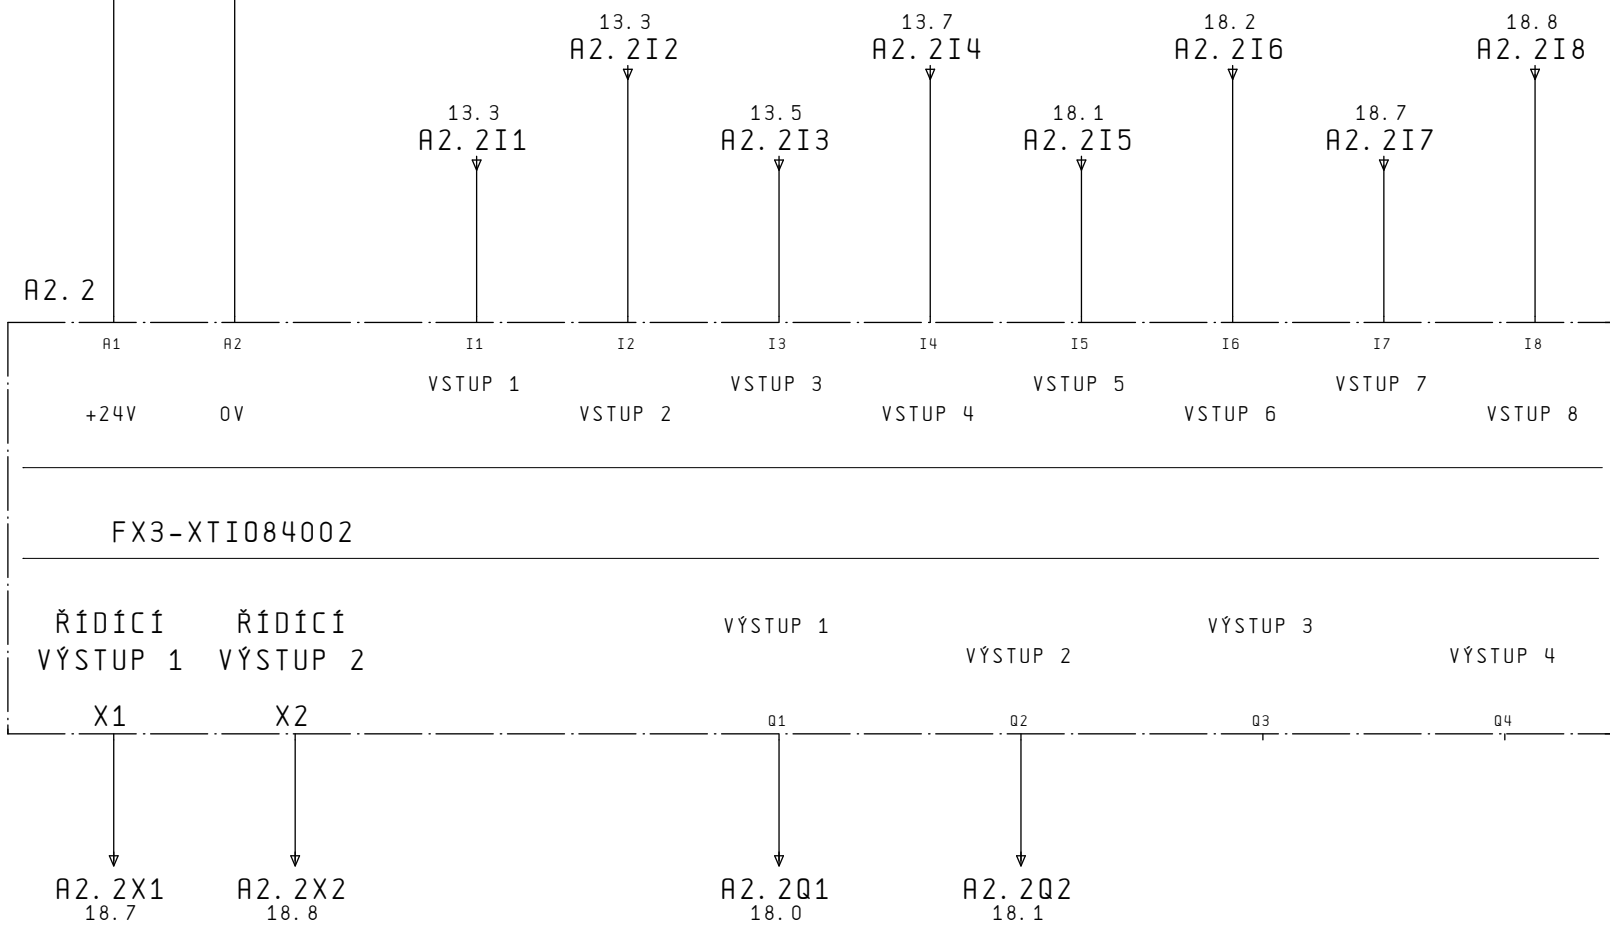 13.3
A2.2I2
13.7
A2.2I4
18.2
A2.2I6
18.8
A2.2I8
13.3
A2.2I1
13.5
A2.2I3
18.1
A2.2I5
18.7
A2.2I7
A2.2
A1 A2 I1 I2 I3 I4 I5 I6 I7 I8
VSTUP 1 VSTUP 3 VSTUP 5 VSTUP 7
+24V 0V VSTUP 2 VSTUP 4 VSTUP 6 VSTUP 8
FX3-XTIO84002
ŘÍDÍCÍ
VÝSTUP 1
ŘÍDÍCÍ
VÝSTUP 2
VÝSTUP 1 VÝSTUP 3
VÝSTUP 2 VÝSTUP 4
X1 X2 Q1 Q2 Q3 Q4
A2.2X1
18.7
A2.2X2
18.8
A2.2Q1
18.0
A2.2Q2
18.1